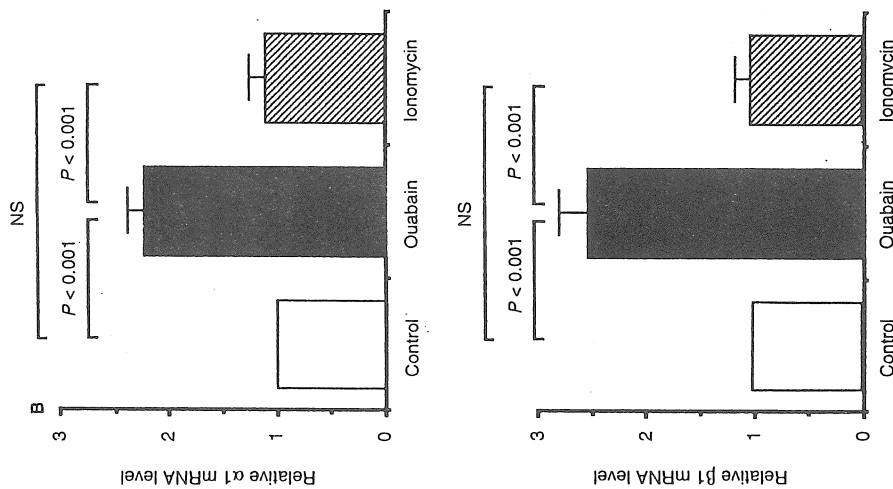 B
NS
P < 0.001
P < 0.001
3
2
1
0
Relative α1 mRNA level
Control
Ouabain
Ionomycin
NS
P < 0.001
P < 0.001
3
2
1
0
Relative β1 mRNA level
Control
Ouabain
Ionomycin